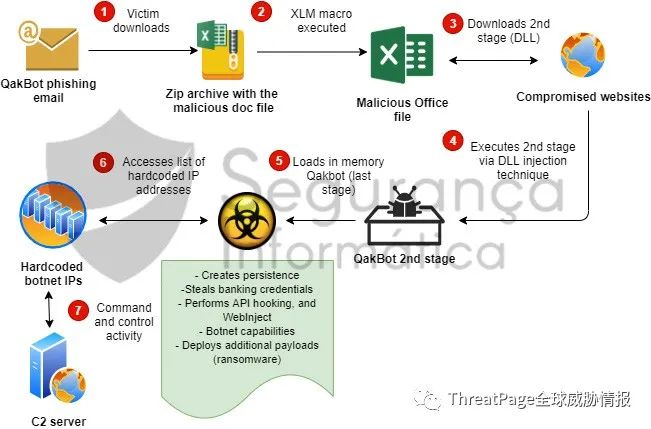 1
Victim
downloads
2
XLM macro
executed
3
Downloads 2nd
stage (DLL)
@
QakBot phishing
email
Zip archive with the
malicious doc file
Malicious Office
file
Compromised websites
4
Executes 2nd stage
via DLL injection
technique
5
Loads in memory
Qakbot (last
stage)
6
Accesses list of
hardcoded IP
addresses
Segurança
Informática
Hardcoded
botnet IPs
QakBot 2nd stage
- Creates persistence
-Steals banking credentials
- Performs API hooking, and
WebInject
- Botnet capabilities
- Deploys additional payloads
(ransomware)
7
Command
and control
activity
C2 server
ThreatPage全球威胁情报